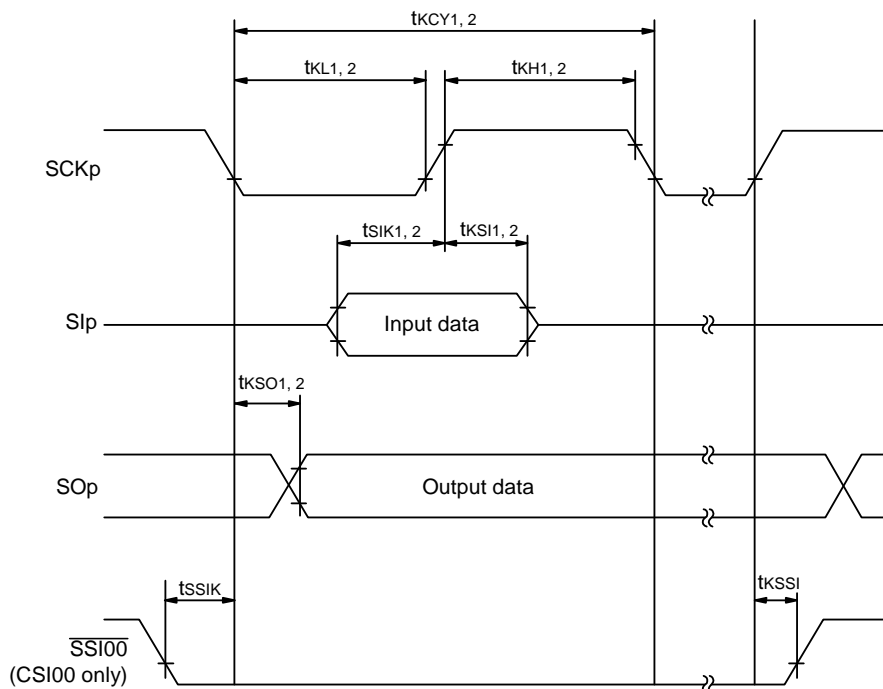 tKCY1, 2
tKL1, 2
tKH1, 2
SCKp
tSIK1, 2
tKSI1, 2
SIp
Input data
tKSO1, 2
SOp
Output data
tSSIK
tKSSI
SSI00
(CSI00 only)